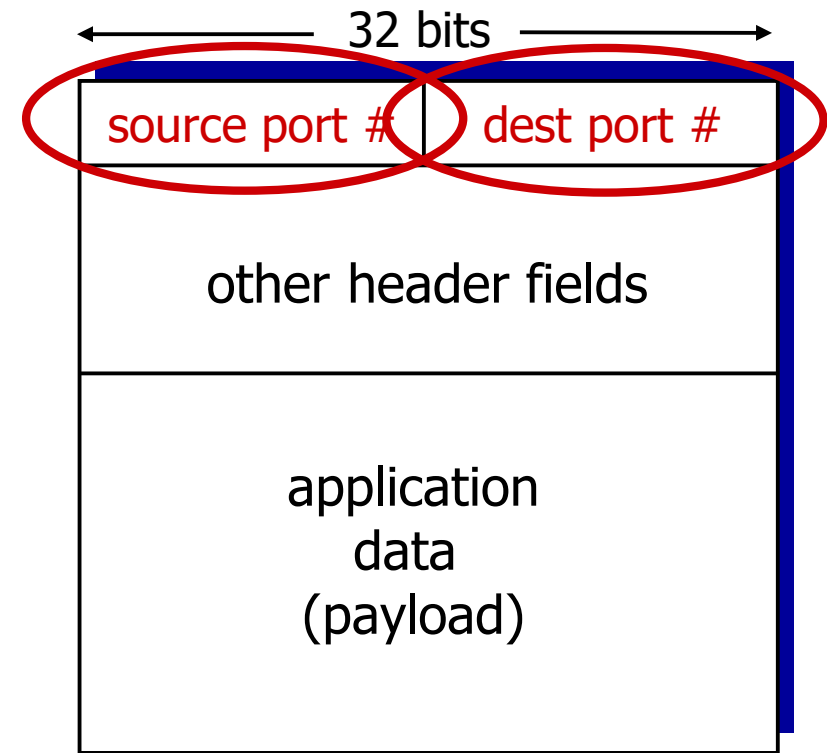 32 bits
source port # dest port #
other header fields
application
data
(payload)